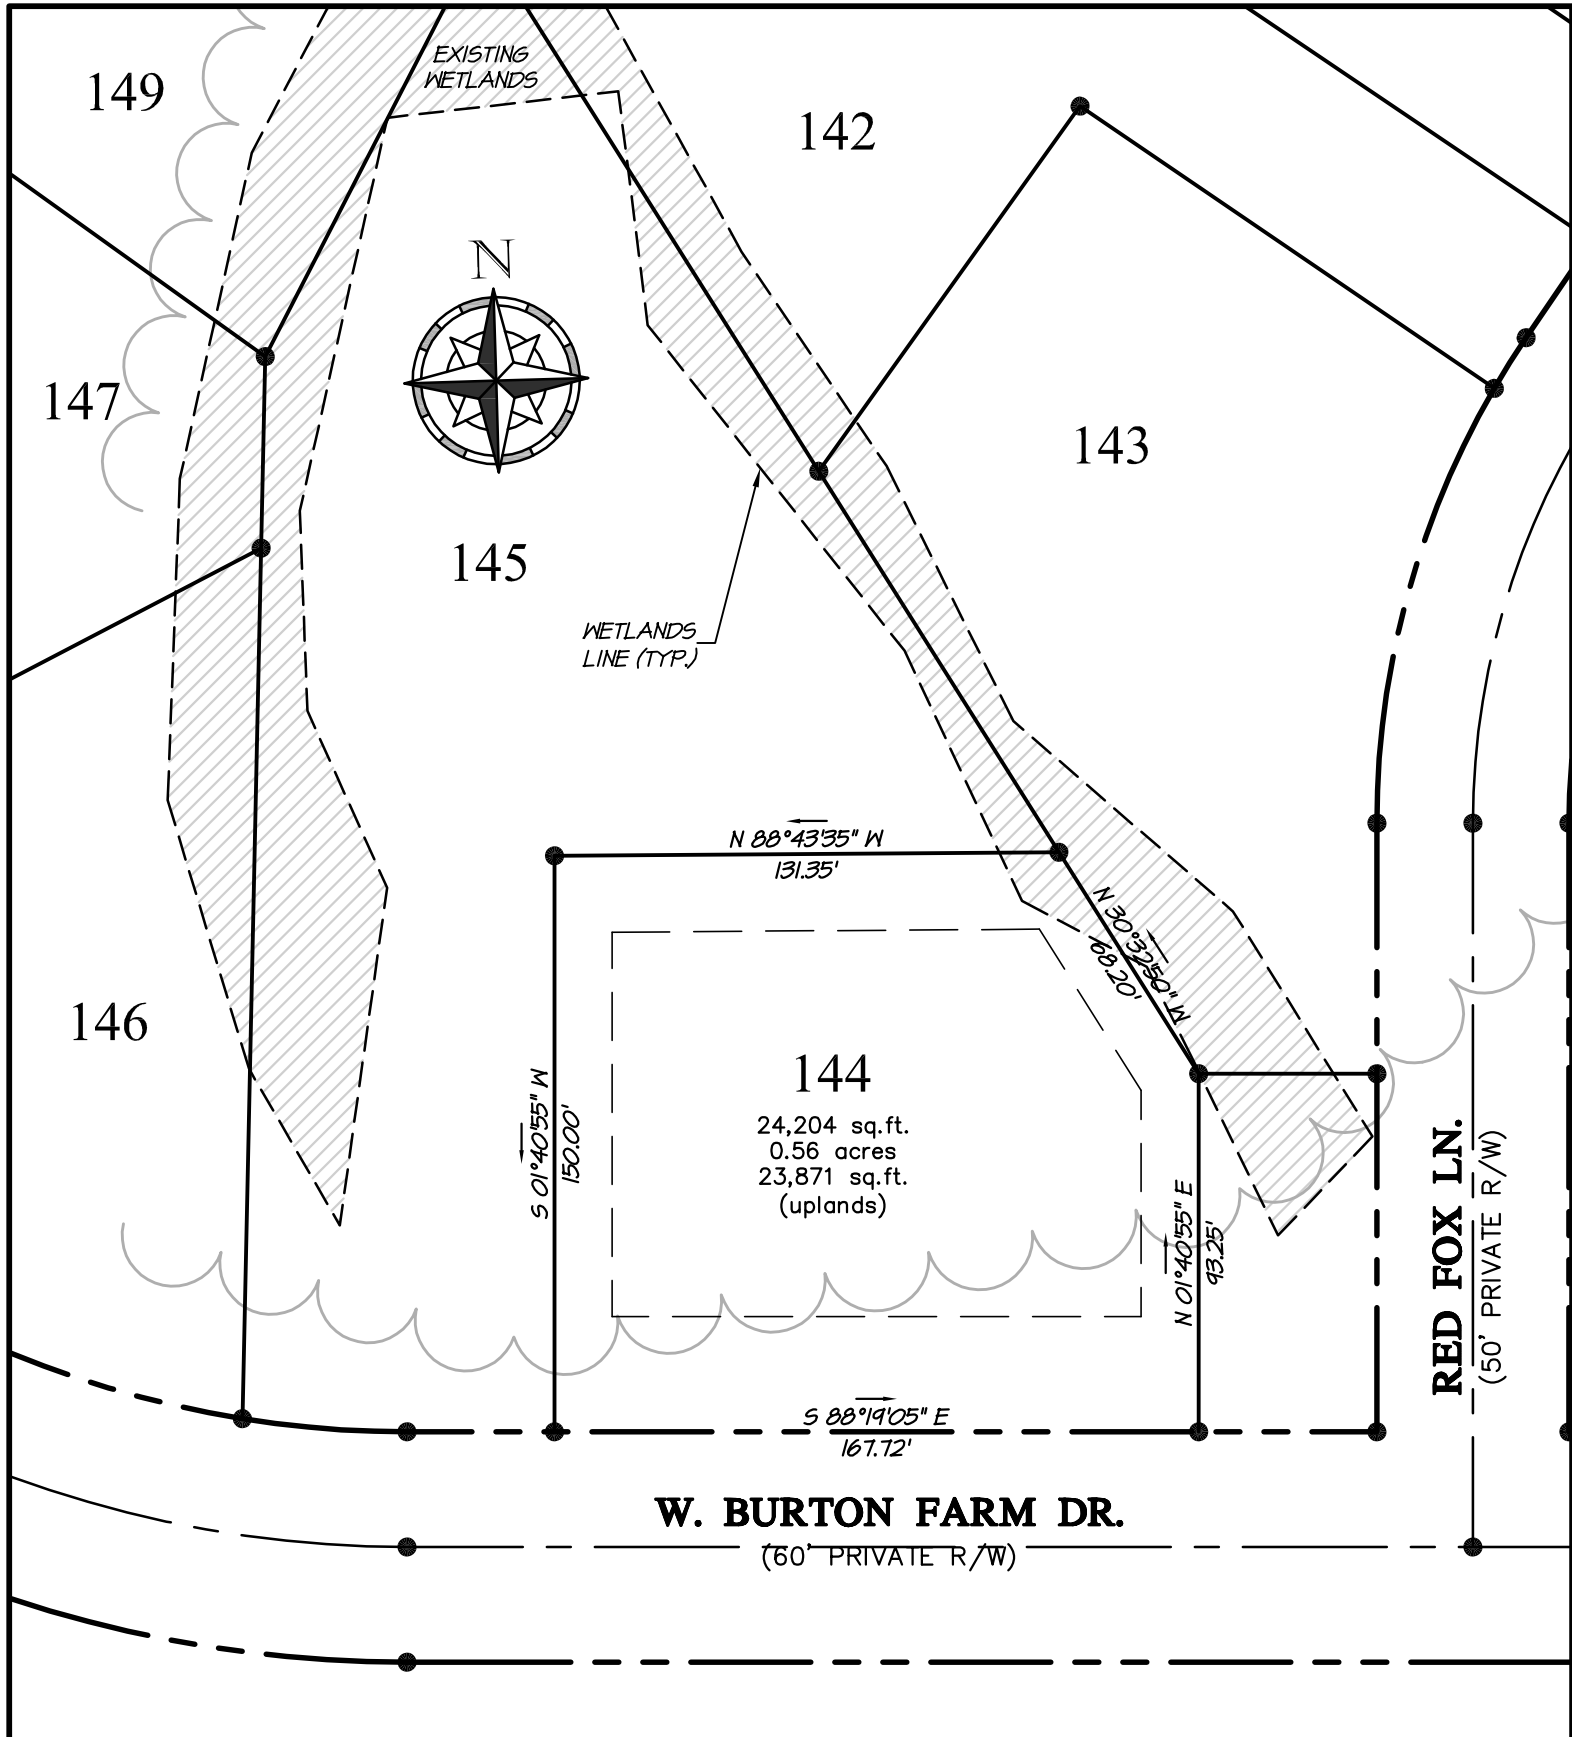 149
EXISTING
WETLANDS
142
N
147
143
145
WETLANDS
LINE (TYP.)
N 88°43'35" W
131.35'
N 30°32'50" W
68.20'
146
144
24,204 sq.ft.
0.56 acres
23,871 sq.ft.
(uplands)
S 01°40'55" W
150.00'
N 01°40'55" E
93.25'
RED FOX LN.
(50' PRIVATE R/W)
S 88°19'05" E
167.72'
W. BURTON FARM DR.
(60' PRIVATE R/W)